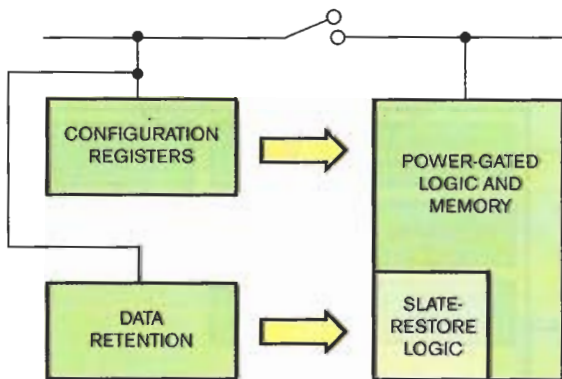 CONFIGURATION
REGISTERS
POWER-GATED
LOGIC AND
MEMORY
DATA
RETENTION
SLATE-
RESTORE
LOGIC